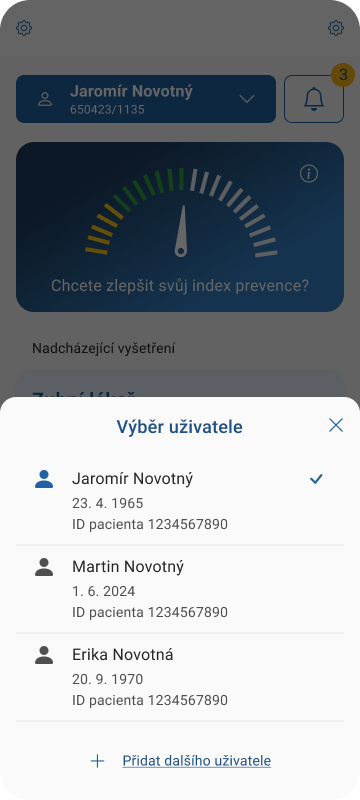 3
Jaromír Novotný
650423/1135
Chcete zlepšit svůj index prevence?
Nadcházející vyšetření
Zubní lékař
Výběr uživatele
Jaromír Novotný
23. 4. 1965
ID pacienta 1234567890
Martin Novotný
1. 6. 2024
ID pacienta 1234567890
Erika Novotná
20. 9. 1970
ID pacienta 1234567890
Přidat dalšího uživatele